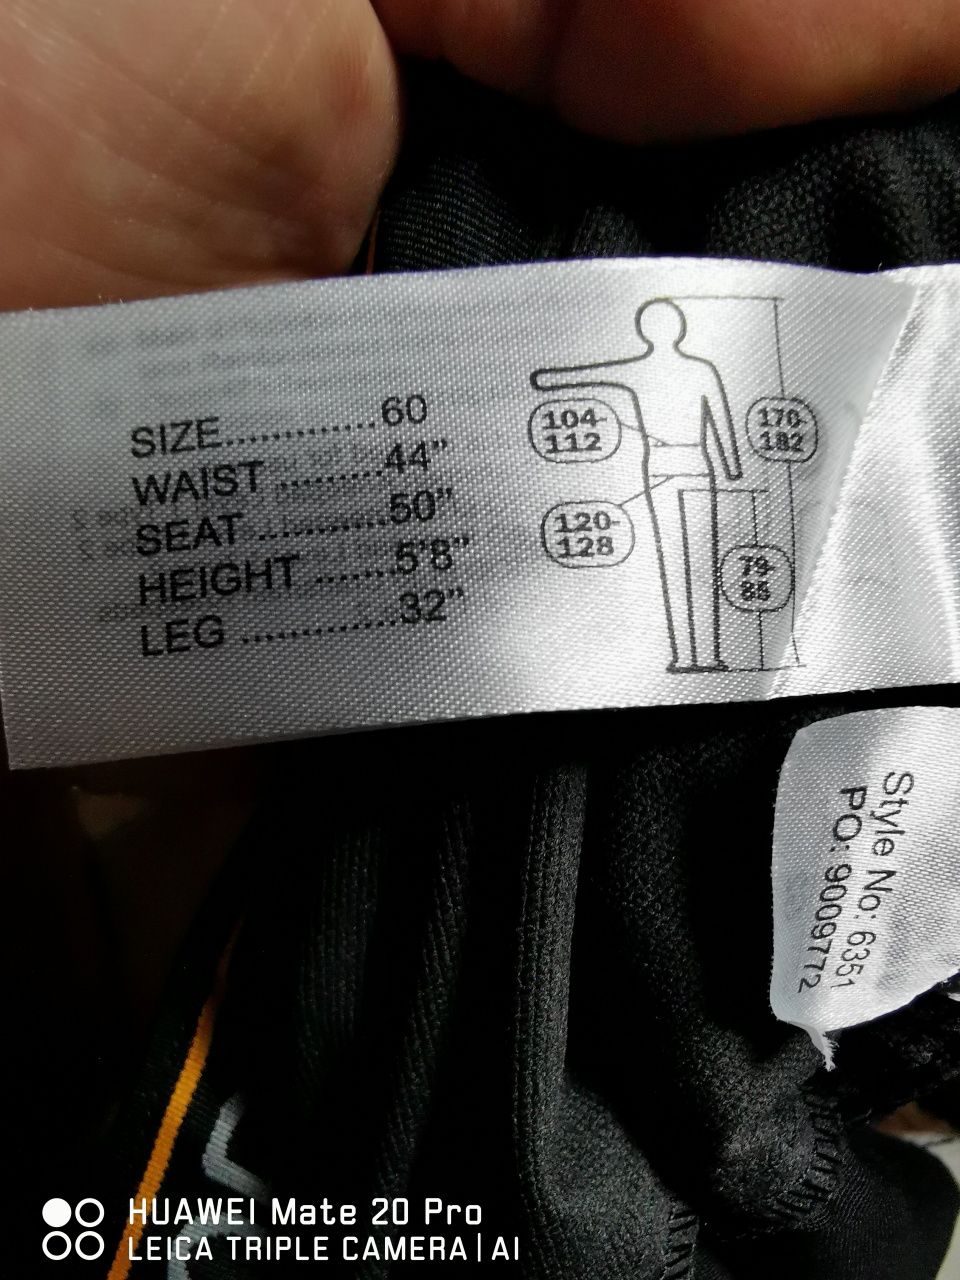 SIZE..............60
WAIST ..........44"
SEAT ............50"
HEIGHT .......5'8"
LEG ..............32"
104-
112
170-
182
120-
128
79-
85
Style No: 6351
PO: 9009772
HUAWEI Mate 20 Pro
LEICA TRIPLE CAMERA | AI